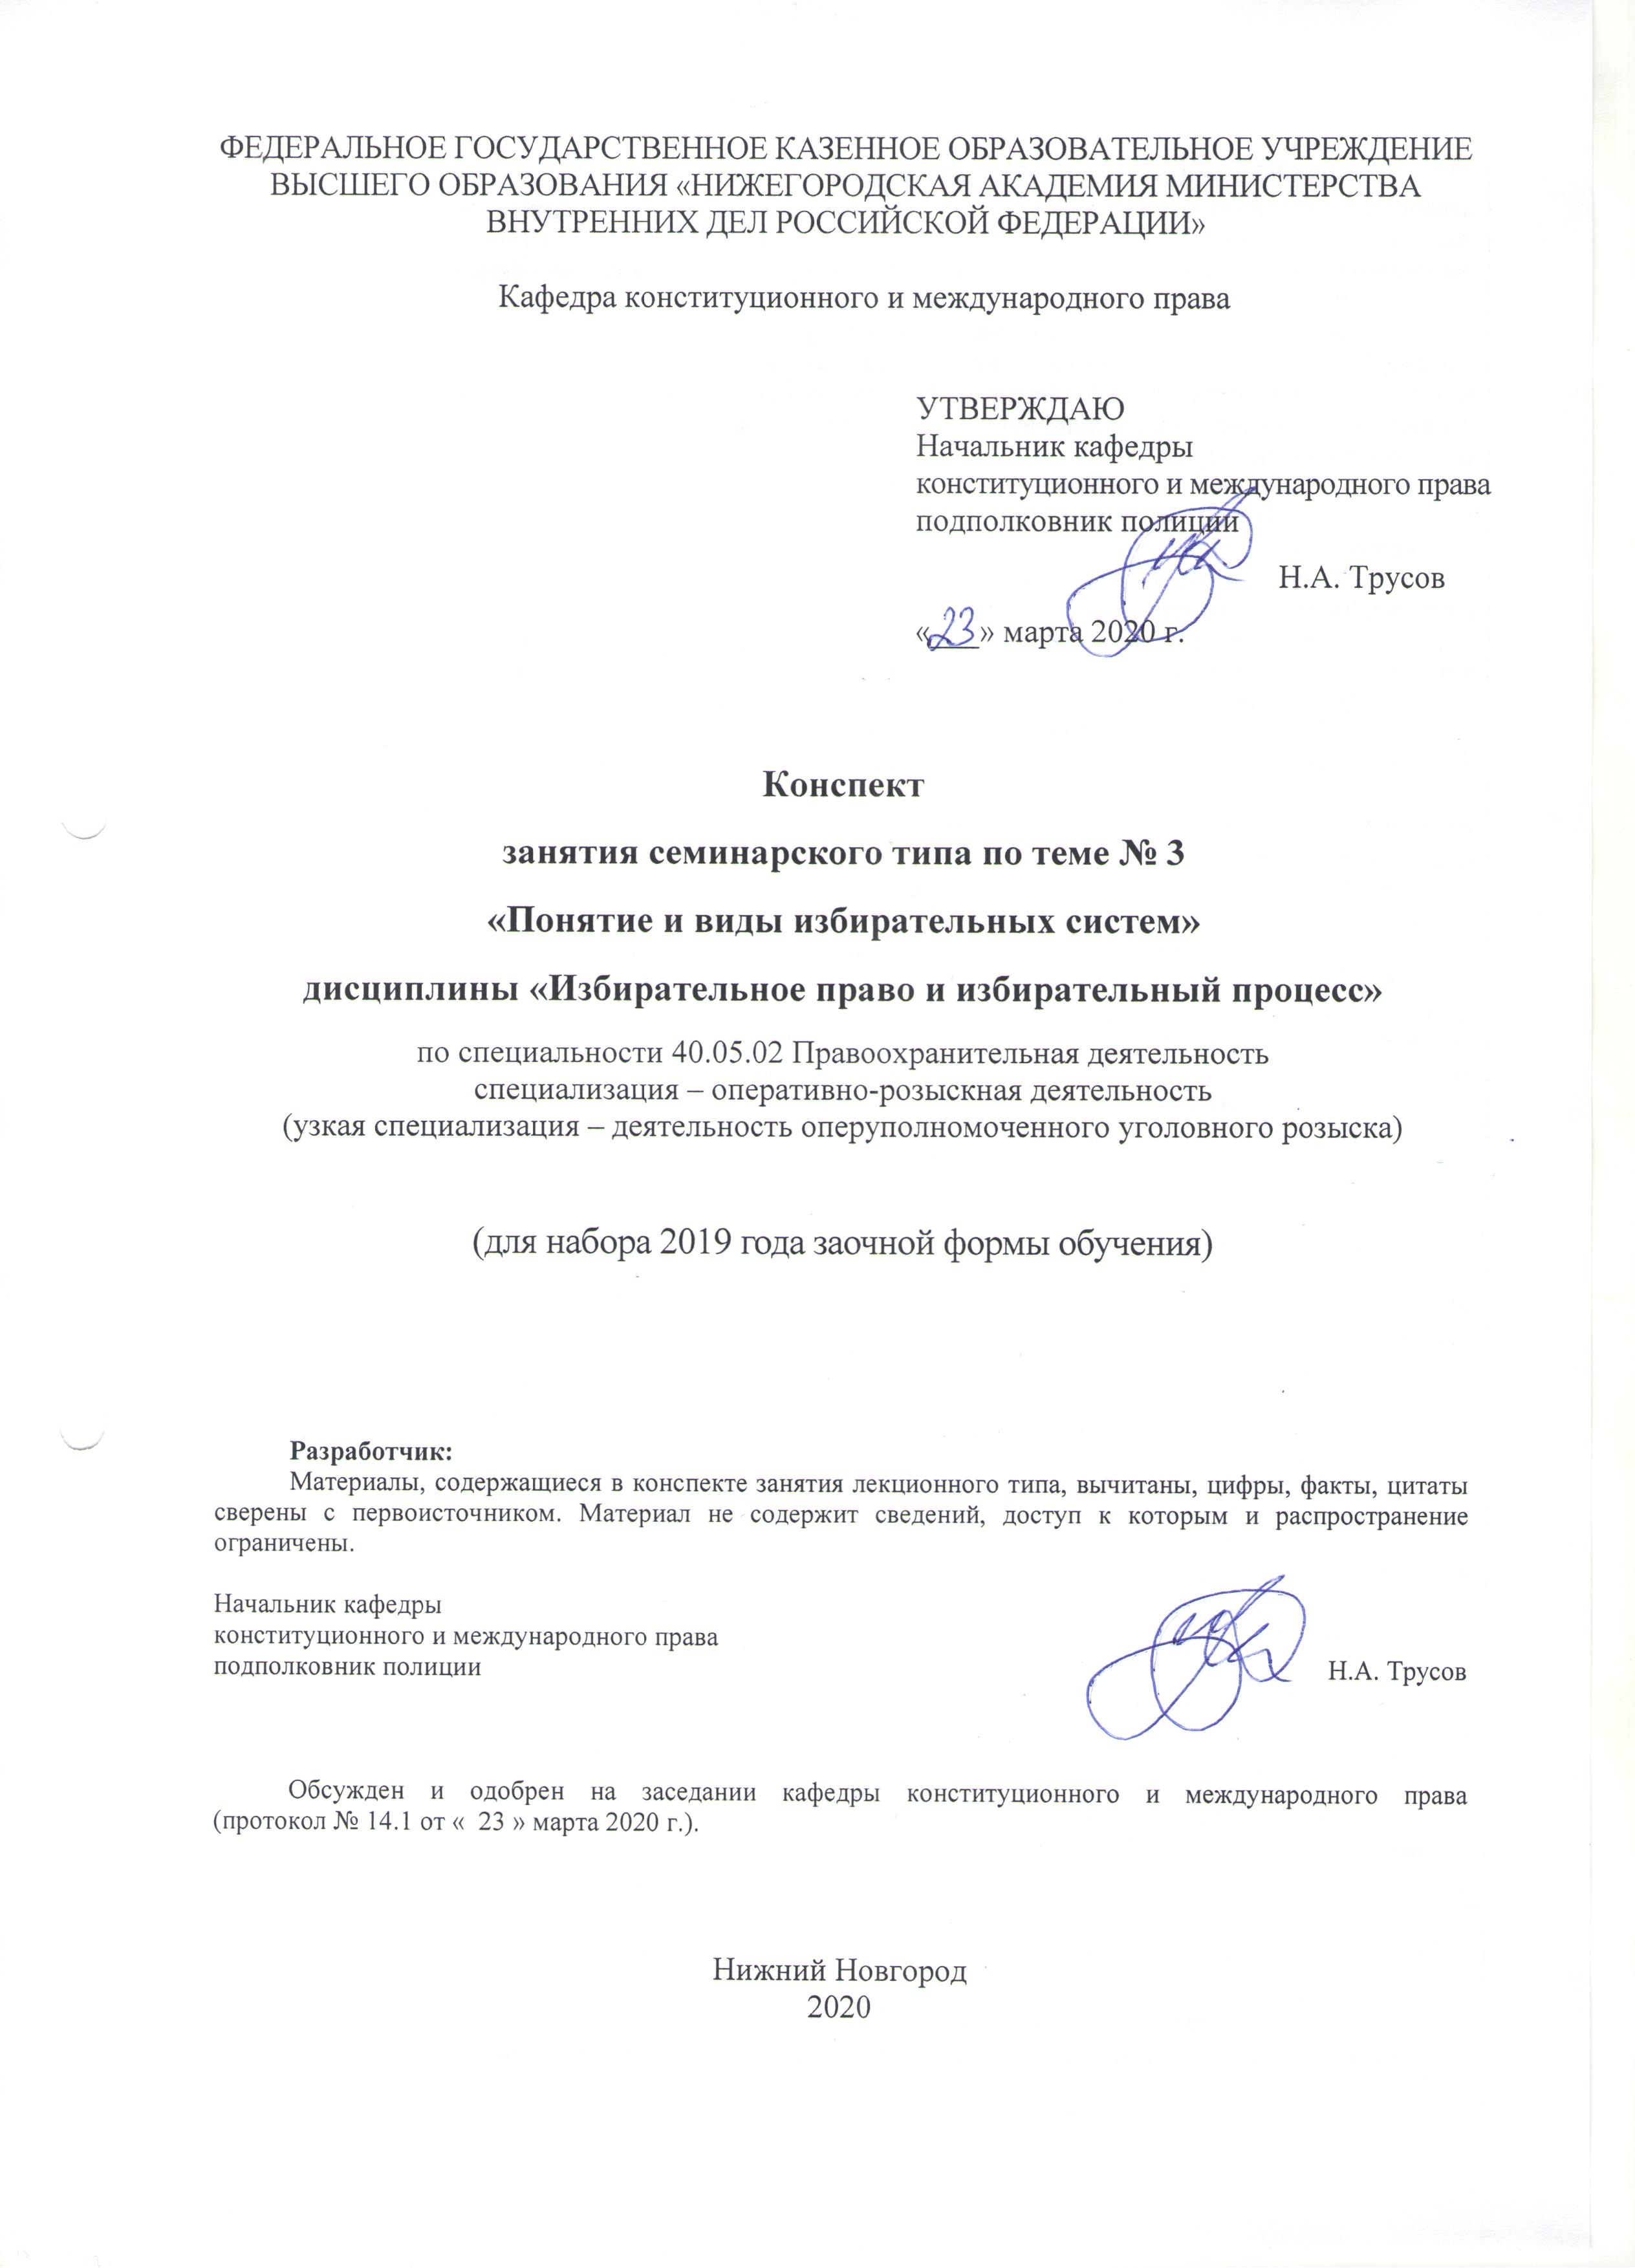 ФЕДЕРАЛЬНОЕ ГОСУДАРСТВЕННОЕ КАЗЕННОЕ ОБРАЗОВАТЕЛЬНОЕ УЧРЕЖДЕНИЕ
ВЫСШЕГО ОБРАЗОВАНИЯ «НИЖЕГОРОДСКАЯ АКАДЕМИЯ МИНИСТЕРСТВА
ВНУТРЕННИХ ДЕЛ РОССИЙСКОЙ ФЕДЕРАЦИИ»
Кафедра конституционного и международного права
УТВЕРЖДАЮ
Начальник кафедры
конституционного и международного права
подполковник полиции
Н.А. Трусов
«23» марта 2020 г.
Конспект
занятия семинарского типа по теме № 3
«Понятие и виды избирательных систем»
дисциплины «Избирательное право и избирательный процесс»
по специальности 40.05.02 Правоохранительная деятельность
специализация – оперативно-розыскная деятельность
(узкая специализация – деятельность оперуполномоченного уголовного розыска)
(для набора 2019 года заочной формы обучения)
Разработчик:
Материалы, содержащиеся в конспекте занятия лекционного типа, вычитаны, цифры, факты, цитаты
сверены с первоисточником. Материал не содержит сведений, доступ к которым и распространение
ограничены.
Начальник кафедры
конституционного и международного права
подполковник полиции
Н.А. Трусов
Обсужден и одобрен на заседании кафедры конституционного и международного права
(протокол № 14.1 от « 23 » марта 2020 г.).
Нижний Новгород
2020